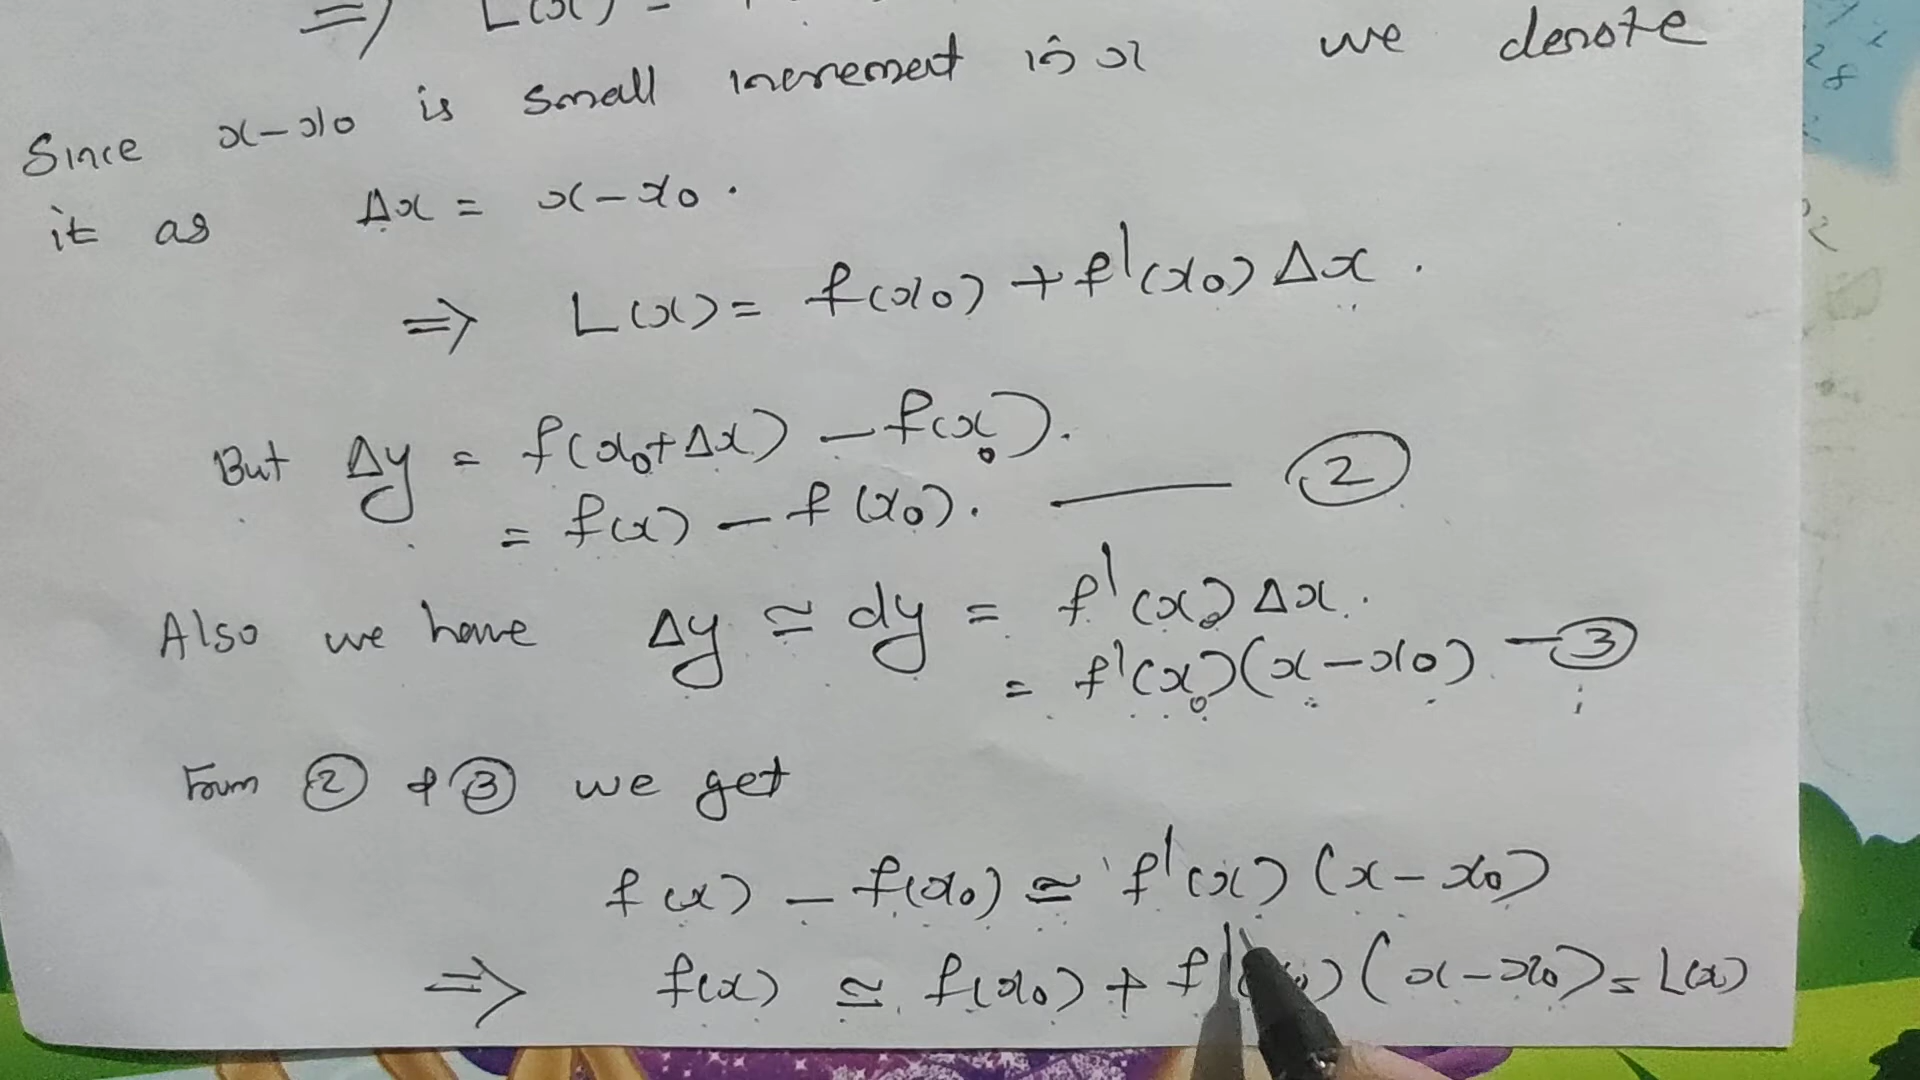 => L(x) =
Since x-x₀ is small increment in x we denote
it as Δx = x-x₀.
=> L(x) = f(x₀) + f'(x₀) Δx.
But Δy = f(x₀+Δx) - f(x₀).
= f(x) - f(x₀). —— ②
Also we have Δy ≃ dy = f'(x₀) Δx.
= f'(x₀)(x-x₀) — ③
From ② & ③ we get
f(x) - f(x₀) ≃ f'(x) (x-x₀)
=> f(x) ≃ f(x₀) + f'(x₀) (x-x₀) = L(x)